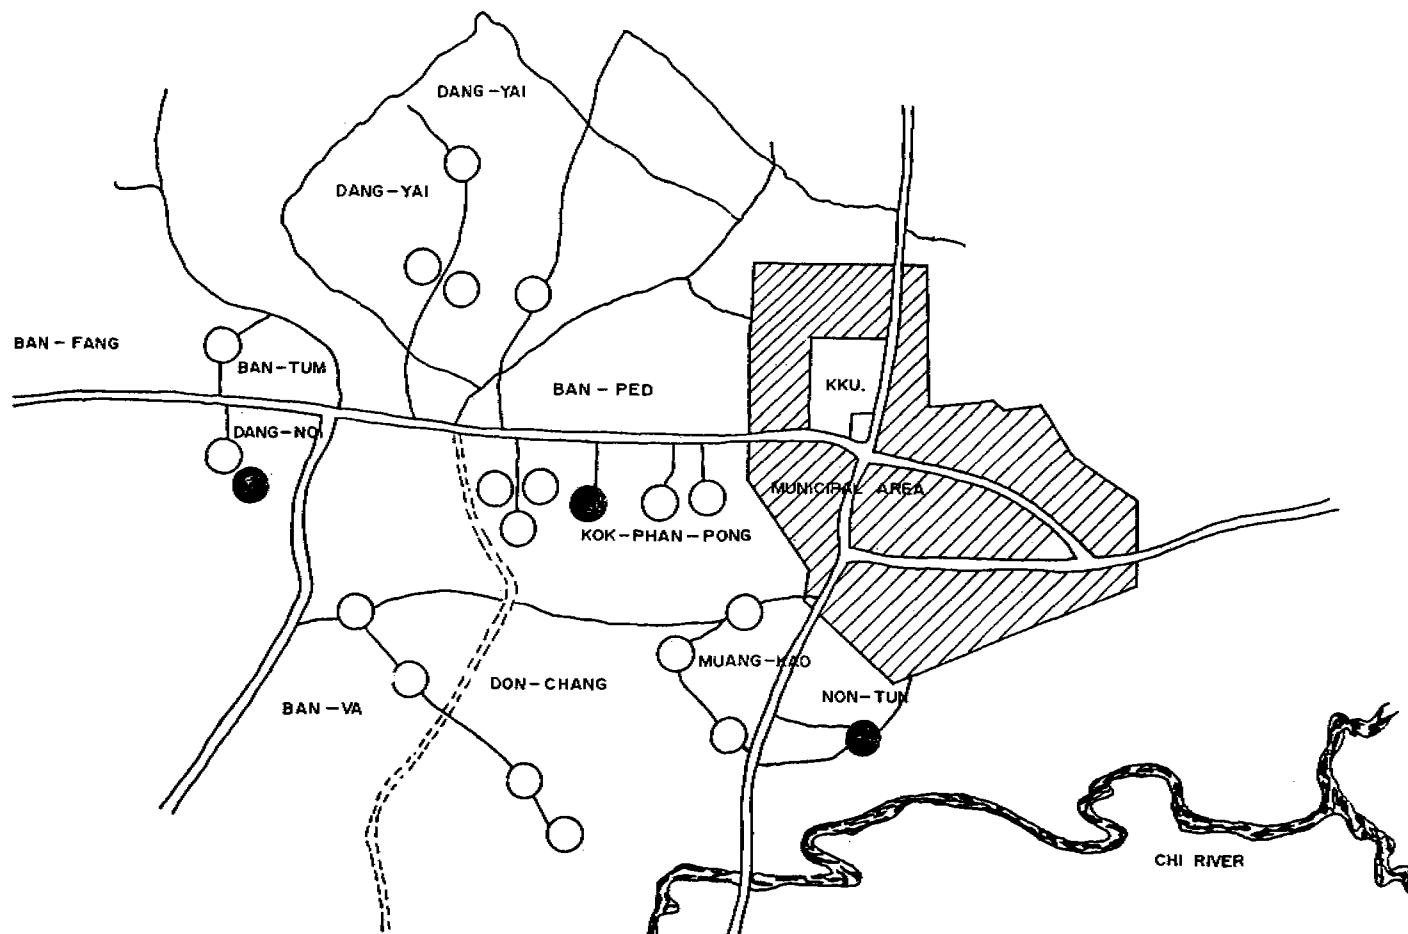 DANG-YAI
DANG-YAI
BAN-FANG
BAN-TUM
BAN-PED
KKU.
DANG-NOI
MUNICIPAL AREA
KOK-PHAN-PONG
MUANG-KAO
DON-CHANG
NON-TUN
BAN-VA
CHI RIVER